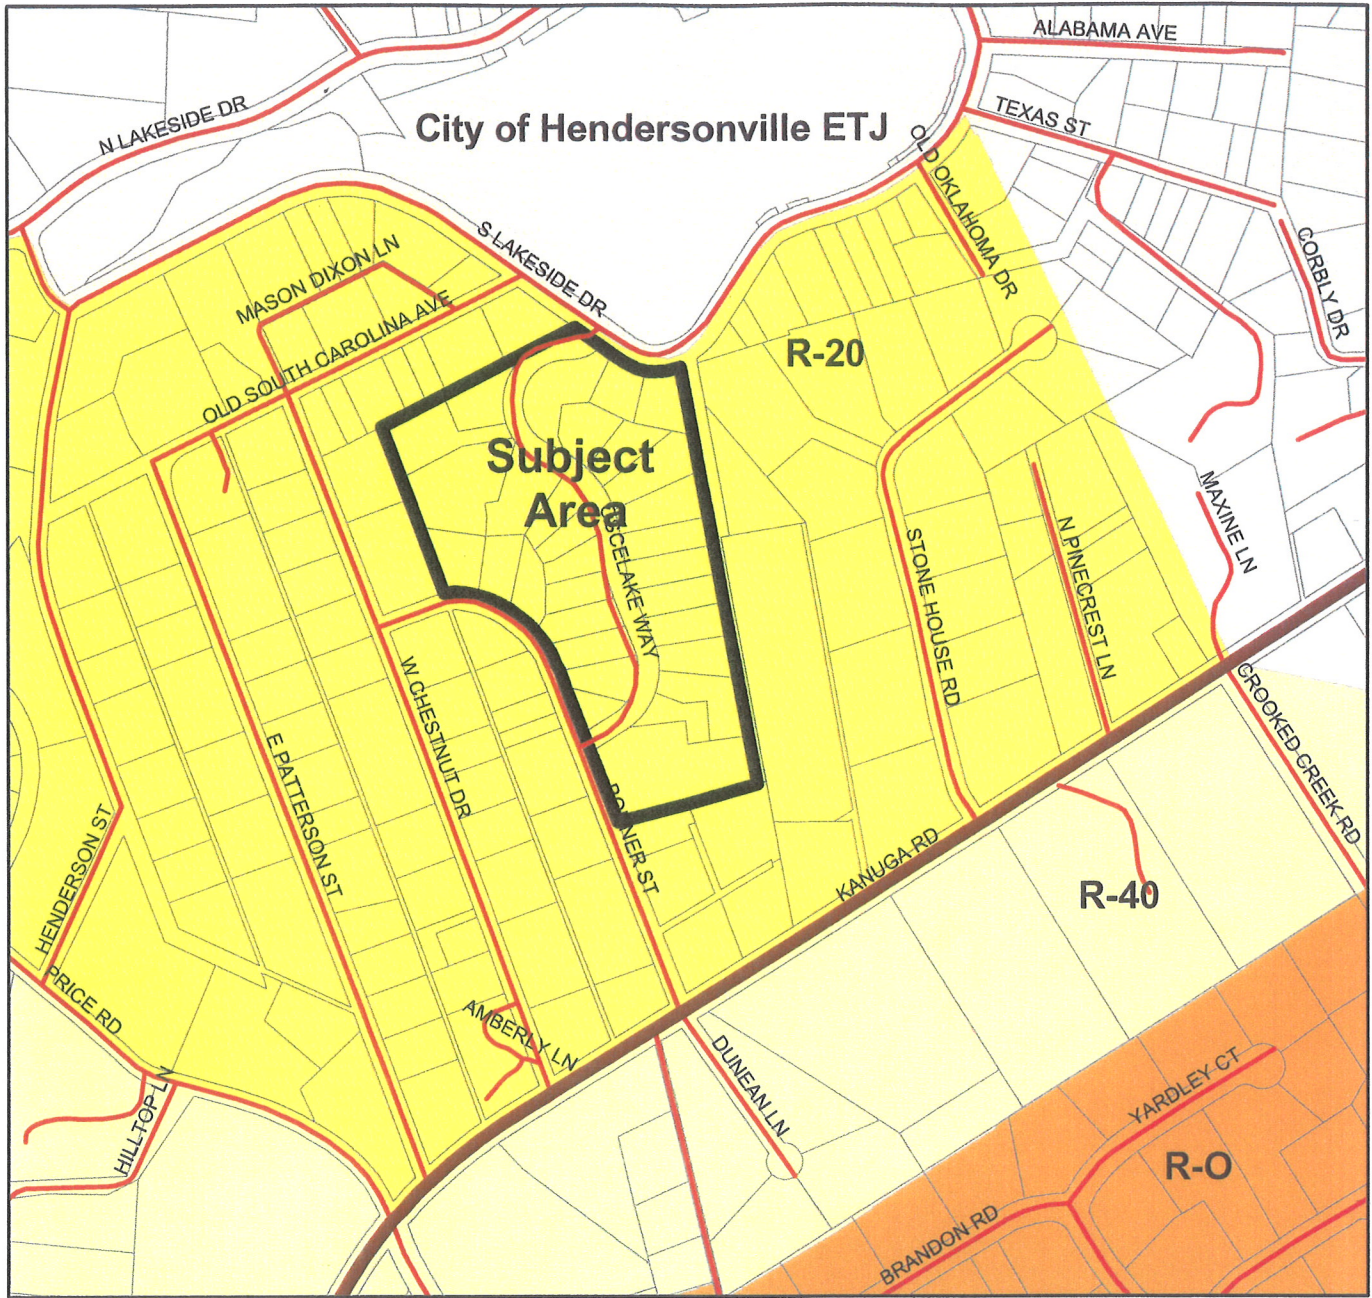 ALABAMA AVE
N LAKESIDE DR
City of Hendersonville ETJ
TEXAS ST
OLD OKLAHOMA DR
S LAKESIDE DR
MASON DIXON LN
CORBLY DR
OLD SOUTH CAROLINA AVE
R-20
Subject
Area
MAXINE LN
STONE HOUSE RD
N PINECREST LN
LAKE WAY
W CHESTNUT DR
E PATTERSON ST
CROOKED CREEK RD
HENDERSON ST
KANUGA RD
R-40
PRICE RD
AMBERLY LN
DUNEAN LN
HILLTOP LN
YARDLEY CT
R-O
BRANDON RD